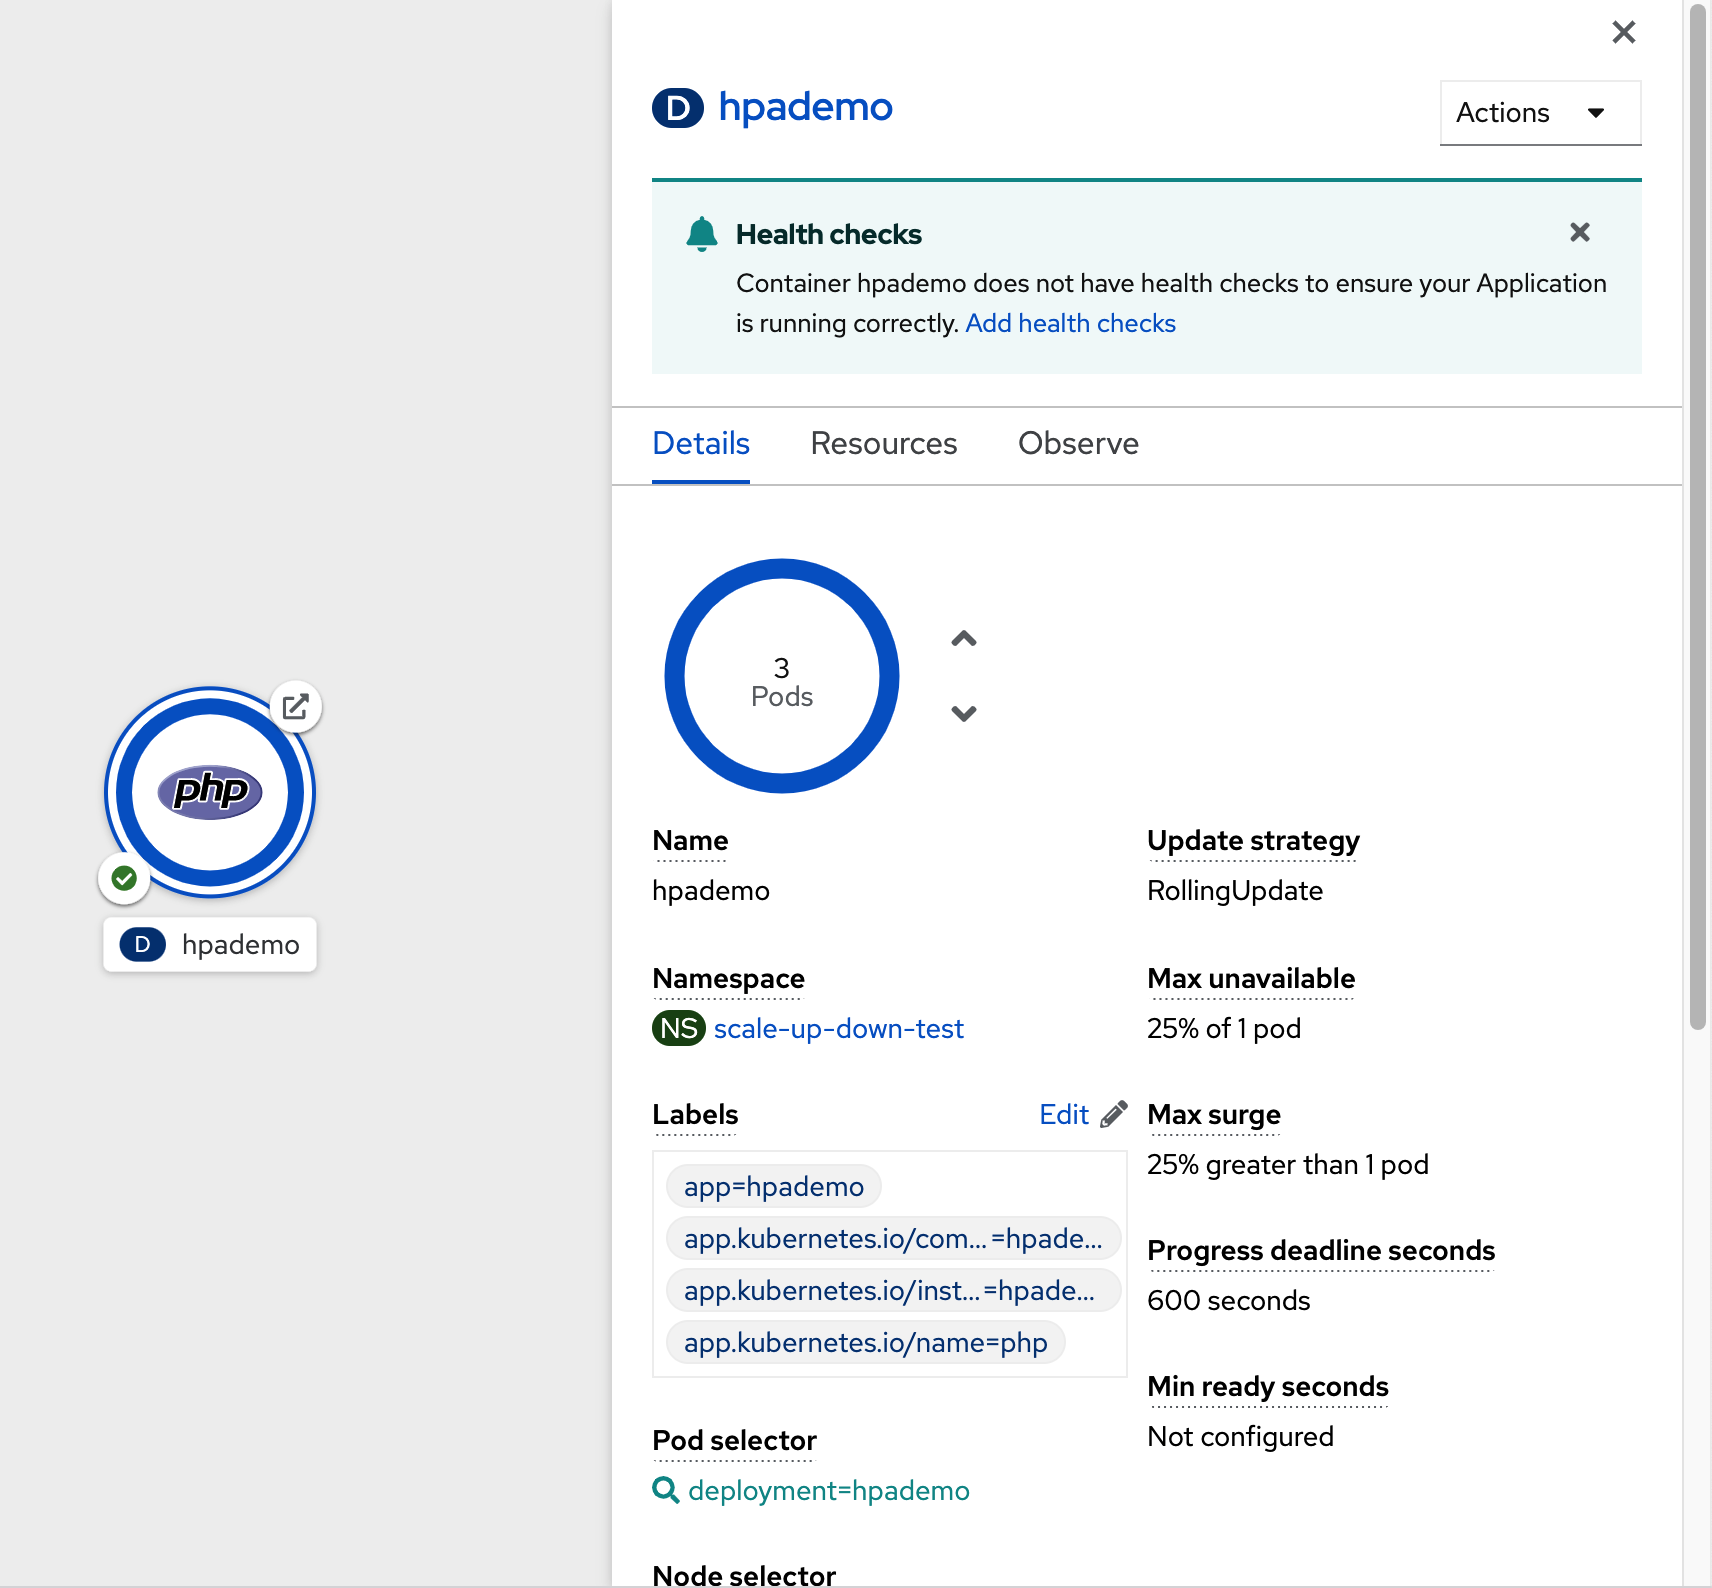 D hpademo
Actions
Health checks
Container hpademo does not have health checks to ensure your Application
is running correctly. Add health checks
Details Resources Observe
3
Pods
php
D hpademo
Name
hpademo
Update strategy
RollingUpdate
Namespace
NS scale-up-down-test
Max unavailable
25% of 1 pod
Labels
Edit
app=hpademo
app.kubernetes.io/com...=hpade...
app.kubernetes.io/inst...=hpade...
app.kubernetes.io/name=php
Max surge
25% greater than 1 pod
Progress deadline seconds
600 seconds
Min ready seconds
Not configured
Pod selector
deployment=hpademo
Node selector